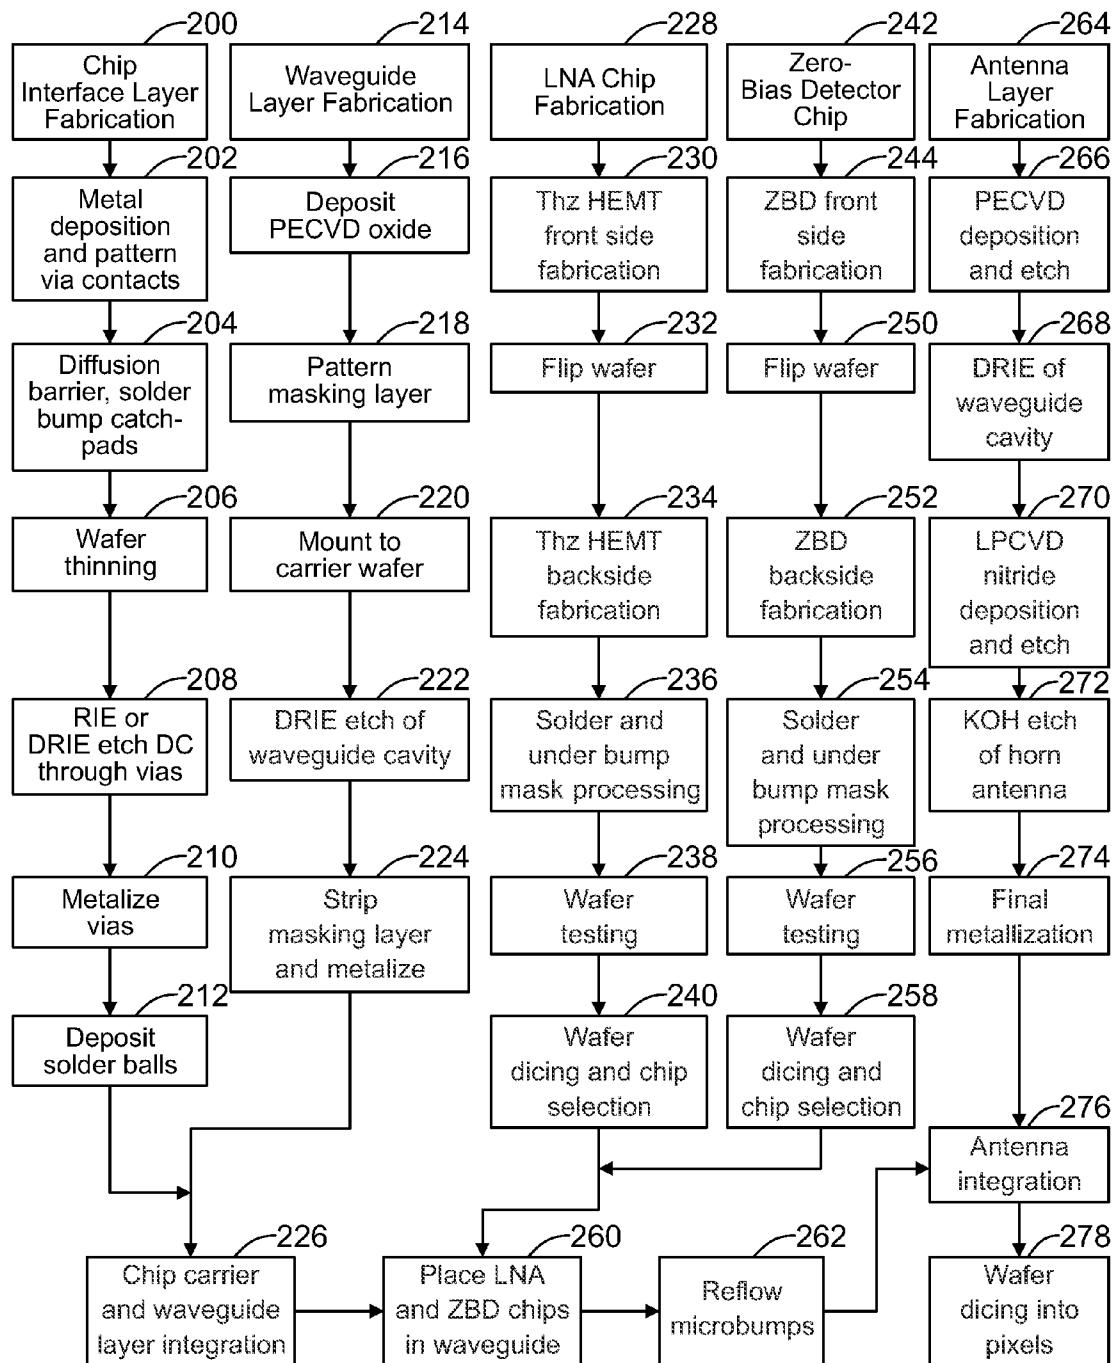 200
Chip
Interface Layer
Fabrication
202
Metal
deposition
and pattern
via contacts
204
Diffusion
barrier, solder
bump catch-
pads
206
Wafer
thinning
208
RIE or
DRIE etch DC
through vias
210
Metalize
vias
212
Deposit
solder balls
214
Waveguide
Layer Fabrication
216
Deposit
PECVD oxide
218
Pattern
masking layer
220
Mount to
carrier wafer
222
DRIE etch of
waveguide cavity
224
Strip
masking layer
and metalize
228
LNA Chip
Fabrication
230
Thz HEMT
front side
fabrication
232
Flip wafer
234
Thz HEMT
backside
fabrication
236
Solder and
under bump
mask processing
238
Wafer
testing
240
Wafer
dicing and chip
selection
242
Zero-
Bias Detector
Chip
244
ZBD front
side
fabrication
250
Flip wafer
252
ZBD
backside
fabrication
254
Solder
and under
bump mask
processing
256
Wafer
testing
258
Wafer
dicing and
chip selection
264
Antenna
Layer
Fabrication
266
PECVD
deposition
and etch
268
DRIE of
waveguide
cavity
270
LPCVD
nitride
deposition
and etch
272
KOH etch
of horn
antenna
274
Final
metallization
276
Antenna
integration
226
Chip carrier
and waveguide
layer integration
260
Place LNA
and ZBD chips
in waveguide
262
Reflow
microbumps
278
Wafer
dicing into
pixels